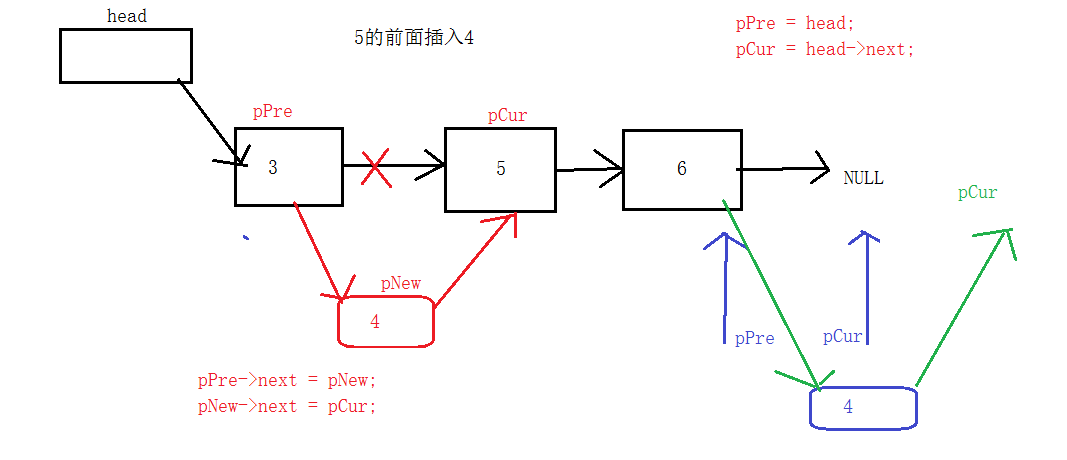 head
5的前面插入4
pPre = head;
pCur = head->next;
pPre
pCur
3
5
6
NULL
pCur
pNew
4
pPre
pCur
pPre->next = pNew;
pNew->next = pCur;
4